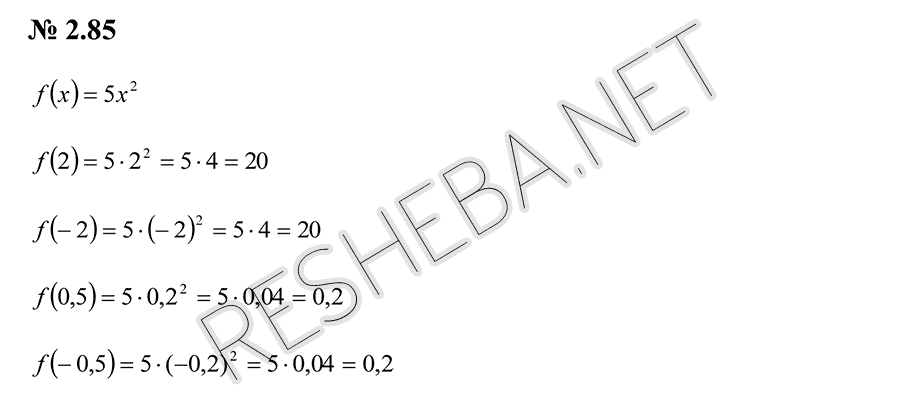 № 2.85
f(x) = 5x²
f(2) = 5 · 2² = 5 · 4 = 20
f(−2) = 5 · (−2)² = 5 · 4 = 20
f(0,5) = 5 · 0,2² = 5 · 0,04 = 0,2
f(−0,5) = 5 · (−0,2)² = 5 · 0,04 = 0,2
RESHEBA.NET